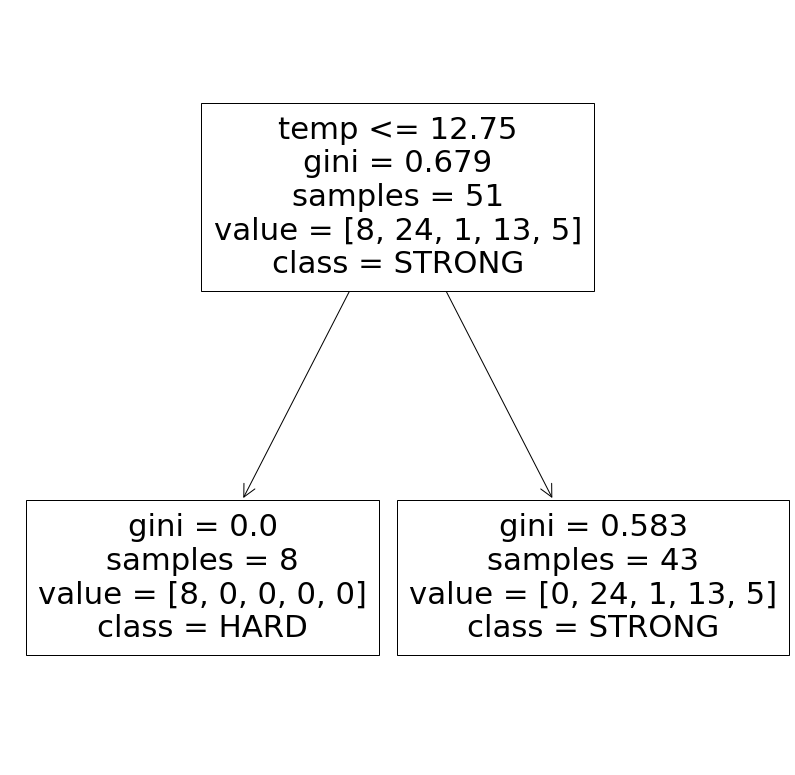 temp <= 12.75
gini = 0.679
samples = 51
value = [8, 24, 1, 13, 5]
class = STRONG
gini = 0.0
samples = 8
value = [8, 0, 0, 0, 0]
class = HARD
gini = 0.583
samples = 43
value = [0, 24, 1, 13, 5]
class = STRONG